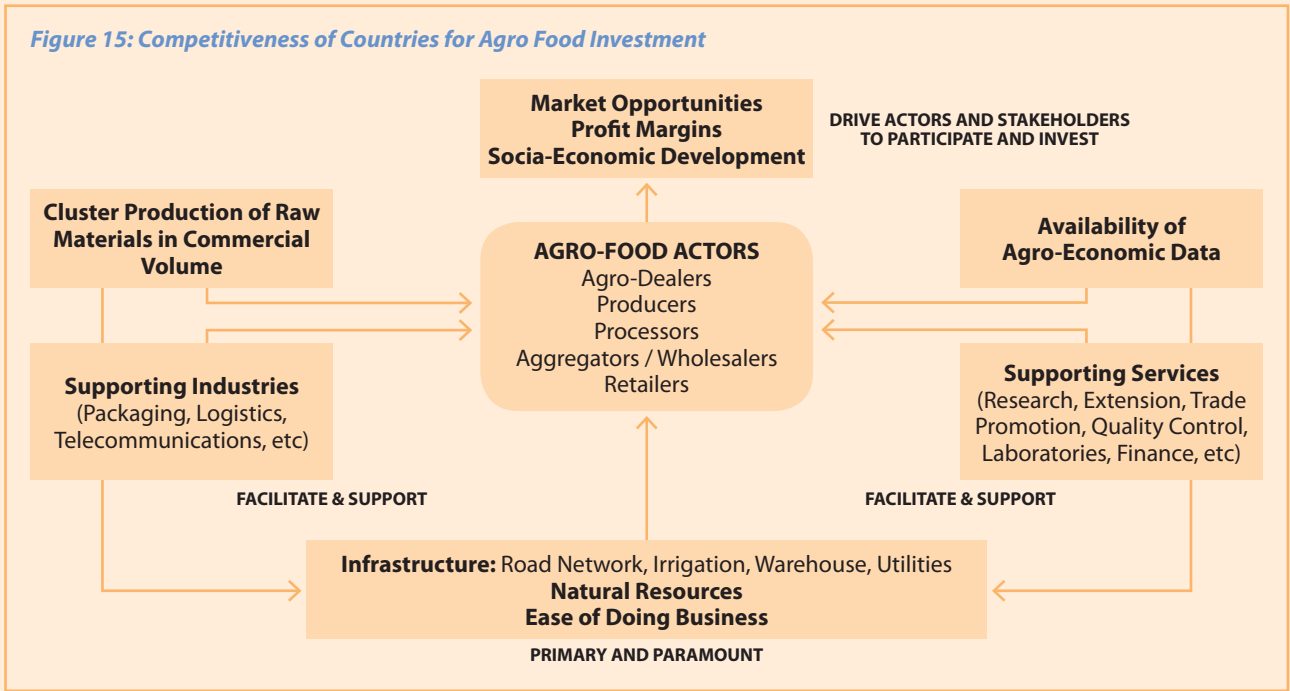 Figure 15: Competitiveness of Countries for Agro Food Investment
Market Opportunities
Profit Margins
Socia-Economic Development
DRIVE ACTORS AND STAKEHOLDERS
TO PARTICIPATE AND INVEST
Cluster Production of Raw
Materials in Commercial
Volume
AGRO-FOOD ACTORS
Agro-Dealers
Producers
Processors
Aggregators / Wholesalers
Retailers
Availability of
Agro-Economic Data
Supporting Industries
(Packaging, Logistics,
Telecommunications, etc)
Supporting Services
(Research, Extension, Trade
Promotion, Quality Control,
Laboratories, Finance, etc)
FACILITATE & SUPPORT
FACILITATE & SUPPORT
Infrastructure: Road Network, Irrigation, Warehouse, Utilities
Natural Resources
Ease of Doing Business
PRIMARY AND PARAMOUNT